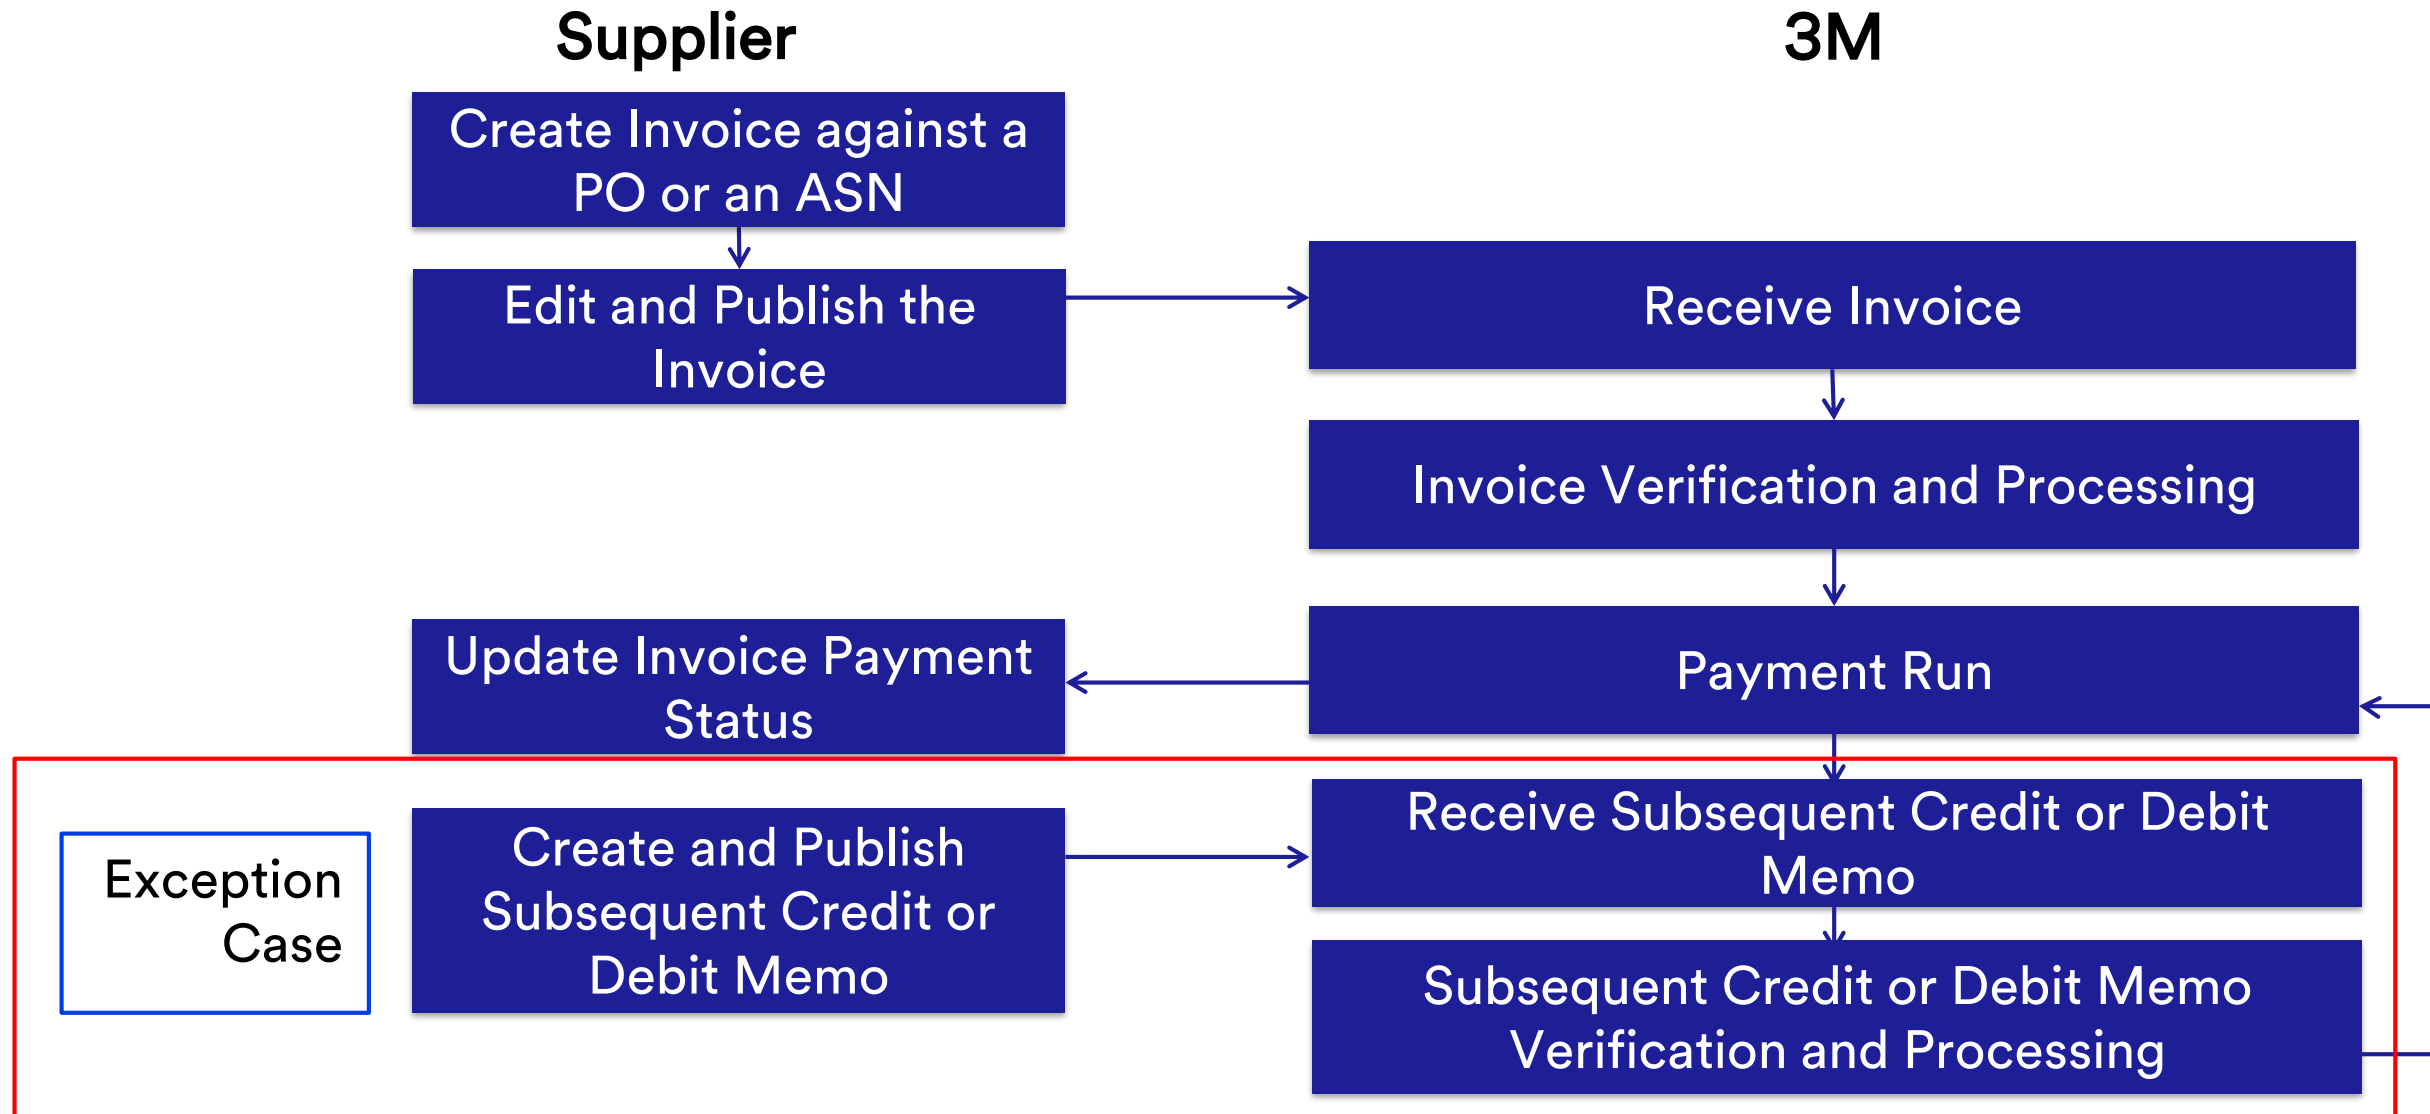 Supplier
3M
Create Invoice against a
PO or an ASN
Edit and Publish the
Invoice
Receive Invoice
Invoice Verification and Processing
Update Invoice Payment
Status
Payment Run
Exception
Case
Create and Publish
Subsequent Credit or
Debit Memo
Receive Subsequent Credit or Debit
Memo
Subsequent Credit or Debit Memo
Verification and Processing